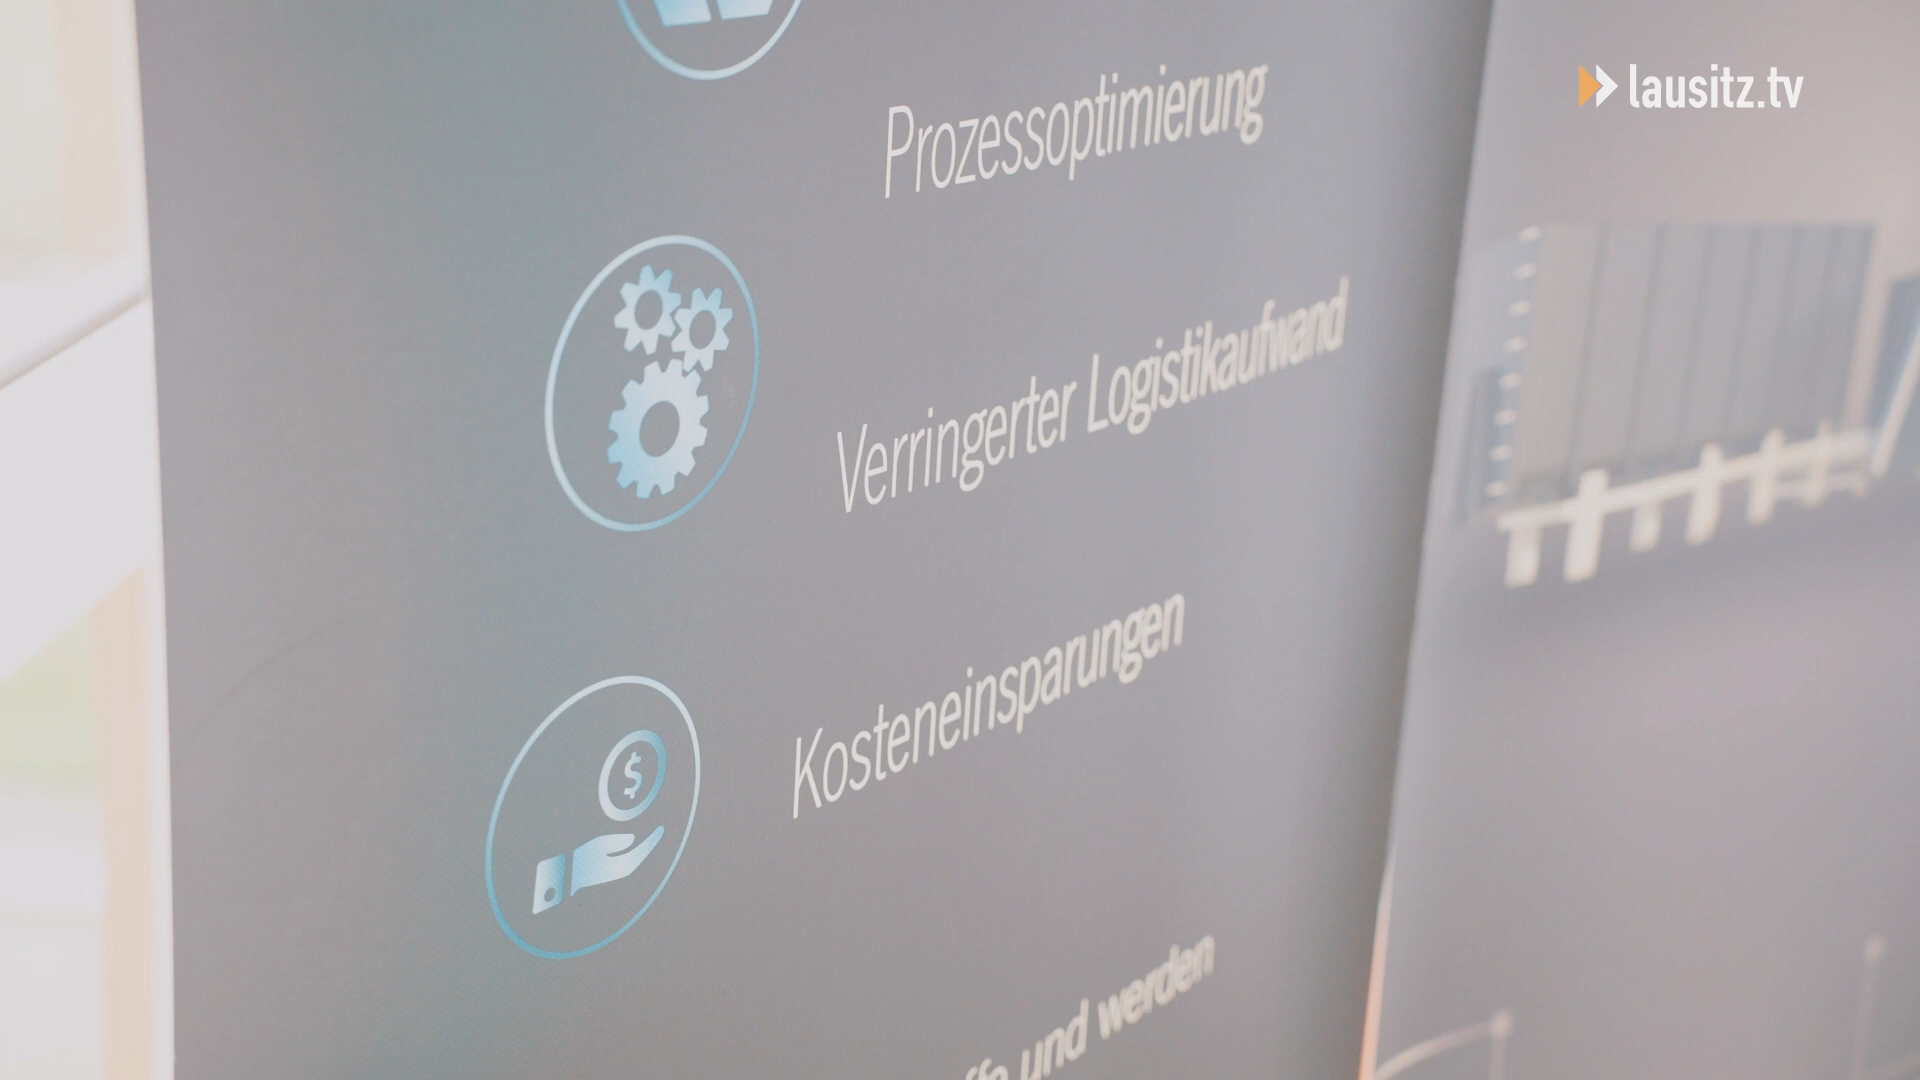 lausitz.tv
Prozessoptimierung
Verringerter Logistikaufwand
Kosteneinsparungen
$
und werden